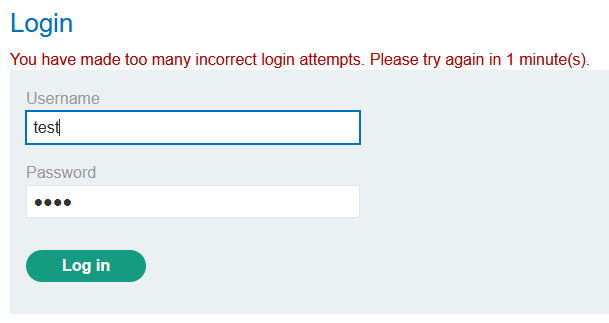 Login
You have made too many incorrect login attempts. Please try again in 1 minute(s).
Username
test
Password
••••
Log in